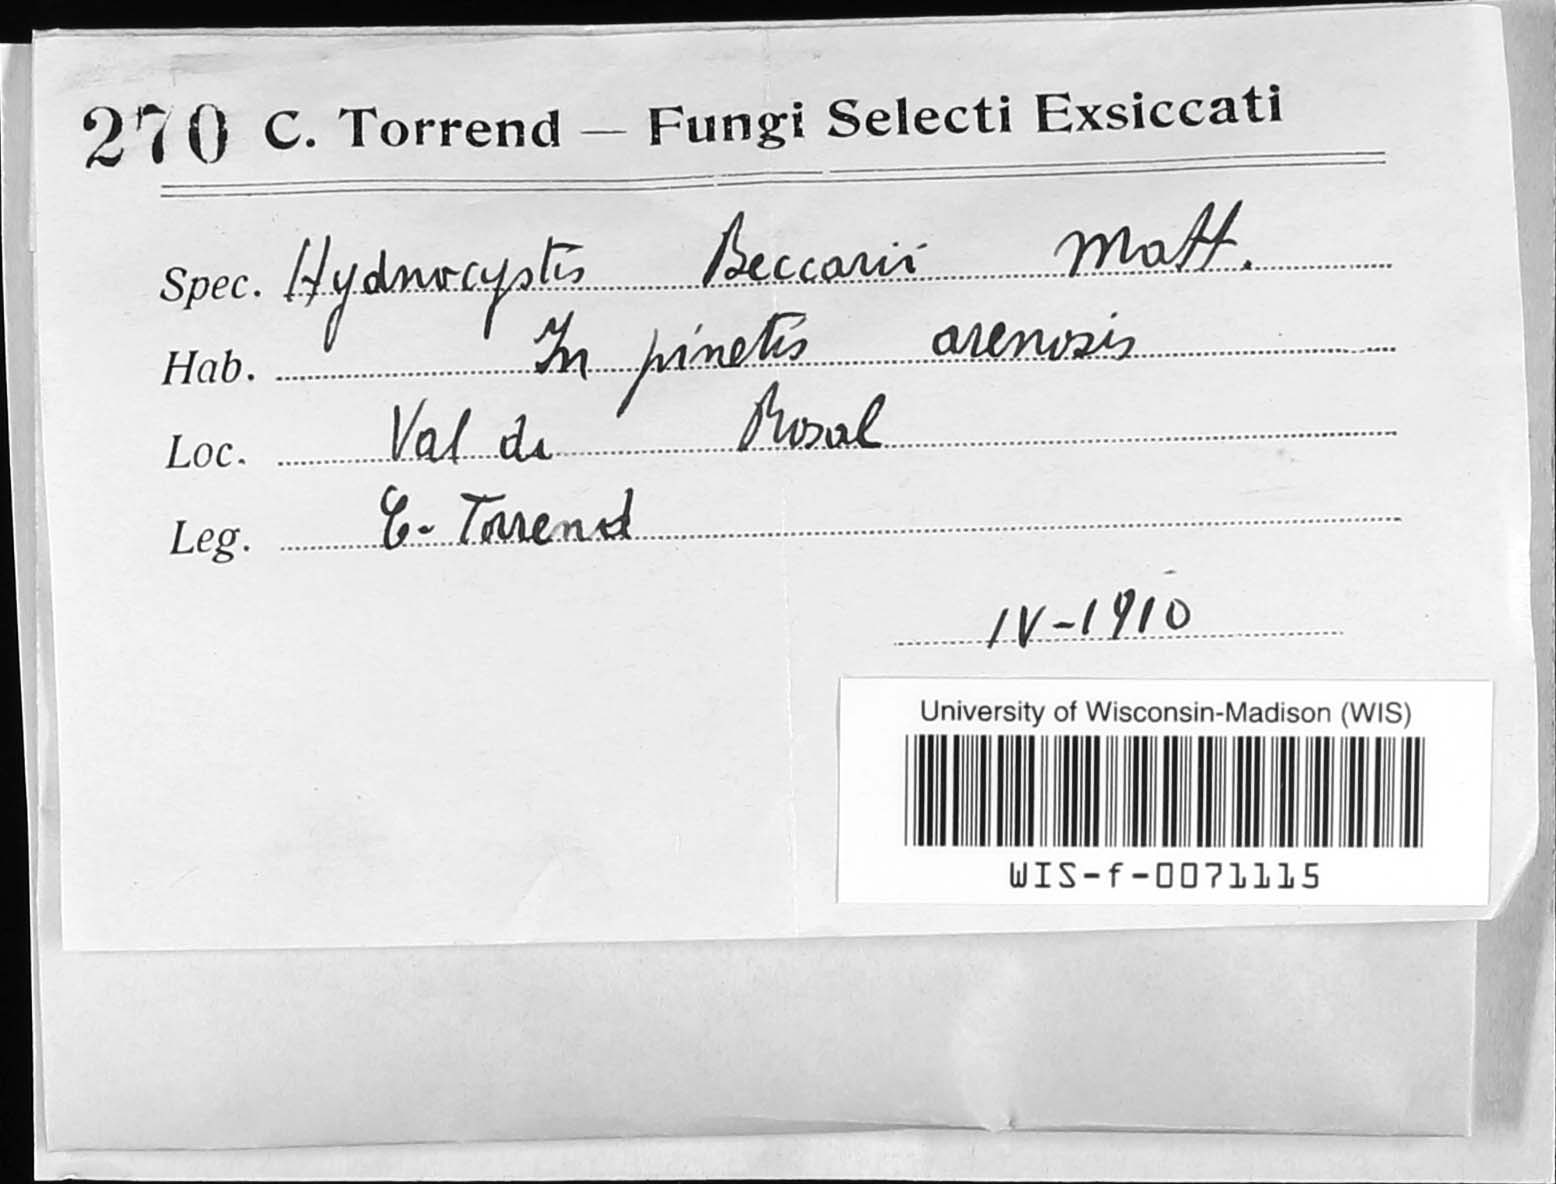 270 C. Torrend — Fungi Selecti Exsiccati
Spec. Hydnocystis Beccarii Matt.
Hab. In pinetis arenosis
Loc. Val de Rosal
Leg. C. Torrend
IV-1910
University of Wisconsin-Madison (WIS)
WIS-f-0071115